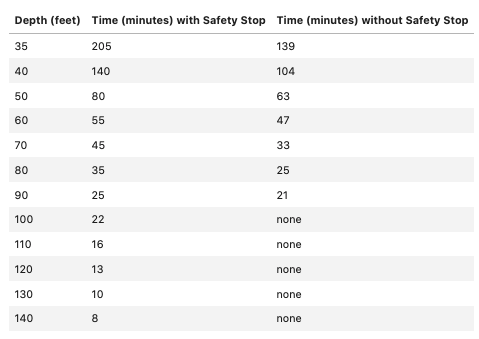 Depth (feet) Time (minutes) with Safety Stop Time (minutes) without Safety Stop
35 205 139
40 140 104
50 80 63
60 55 47
70 45 33
80 35 25
90 25 21
100 22 none
110 16 none
120 13 none
130 10 none
140 8 none